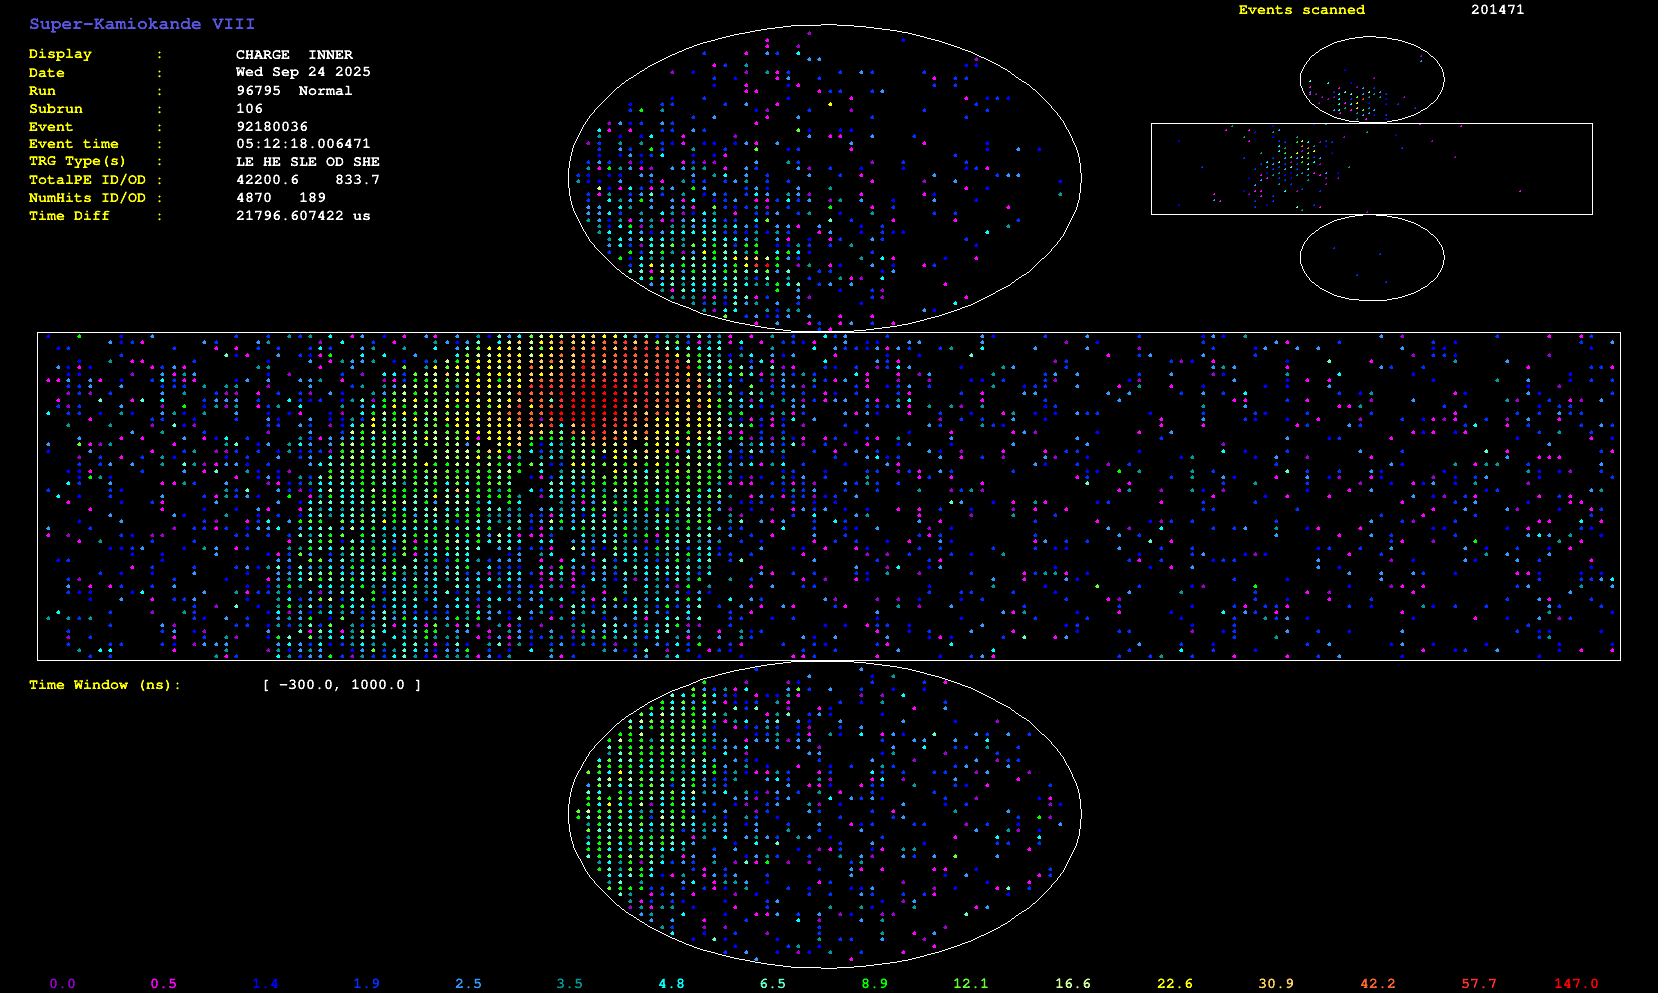 Super-Kamiokande VIII
Events scanned 201471
Display : CHARGE INNER
Date : Wed Sep 24 2025
Run : 96795 Normal
Subrun : 106
Event : 92180036
Event time : 05:12:18.006471
TRG Type(s) : LE HE SLE OD SHE
TotalPE ID/OD : 42200.6 833.7
NumHits ID/OD : 4870 189
Time Diff : 21796.607422 us
Time Window (ns): [ -300.0, 1000.0 ]
0.0 0.5 1.4 1.9 2.5 3.5 4.8 6.5 8.9 12.1 16.6 22.6 30.9 42.2 57.7 147.0